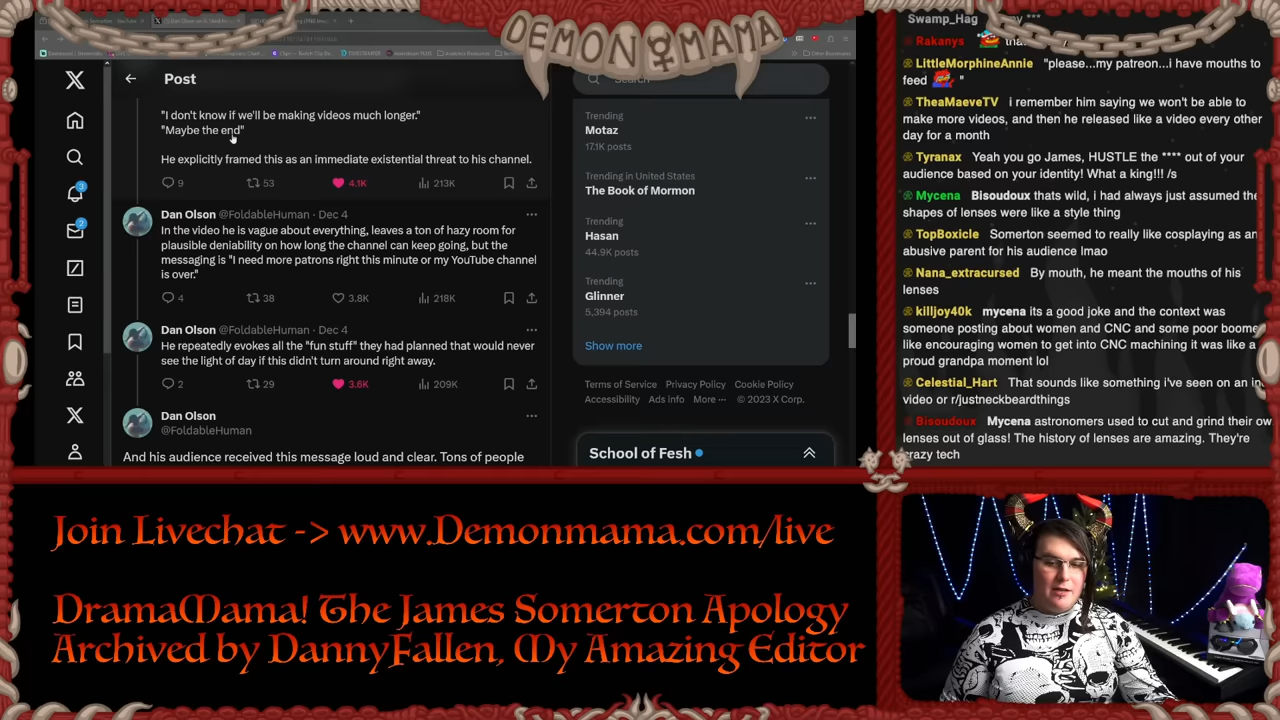 DEMON MAMA
Post
Search
"I don't know if we'll be making videos much longer."
"Maybe the end"
He explicitly framed this as an immediate existential threat to his channel.
9 53 4.1K 213K
Dan Olson @FoldableHuman · Dec 4
In the video he is vague about everything, leaves a ton of hazy room for
plausible deniability on how long the channel can keep going, but the
messaging is "I need more patrons right this minute or my YouTube channel
is over."
4 38 3.8K 218K
Dan Olson @FoldableHuman · Dec 4
He repeatedly evokes all the "fun stuff" they had planned that would never
see the light of day if this didn't turn around right away.
2 29 3.6K 209K
Dan Olson
@FoldableHuman
And his audience received this message loud and clear. Tons of people
3
2
Trending
Motaz
17.1K posts
Trending in United States
The Book of Mormon
Trending
Hasan
44.9K posts
Trending
Glinner
5,394 posts
Show more
Terms of Service Privacy Policy Cookie Policy
Accessibility Ads info More ··· © 2023 X Corp.
School of Fesh
Swamp_Hag my ***
Rakanys
LittleMorphineAnnie "please...my patreon...i have mouths to
feed "
TheaMaeveTV i remember him saying we won't be able to
make more videos, and then he released like a video every other
day for a month
Tyranax Yeah you go James, HUSTLE the **** out of your
audience based on your identity! What a king!!! /s
Mycena Bisoudoux thats wild, i had always just assumed the
shapes of lenses were like a style thing
TopBoxicle Somerton seemed to really like cosplaying as an
abusive parent for his audience lmao
Nana_extracursed By mouth, he meant the mouths of his
lenses
killjoy40k mycena its a good joke and the context was
someone posting about women and CNC and some poor boome
like encouraging women to get into CNC machining it was like a
proud grandpa moment lol
Celestial_Hart That sounds like something i've seen on an in
video or r/justneckbeardthings
Bisoudoux Mycena astronomers used to cut and grind their ow
lenses out of glass! The history of lenses are amazing. They're
crazy tech
Join Livechat -> www.Demonmama.com/live
DramaMama! The James Somerton Apology
Archived by DannyFallen, My Amazing Editor